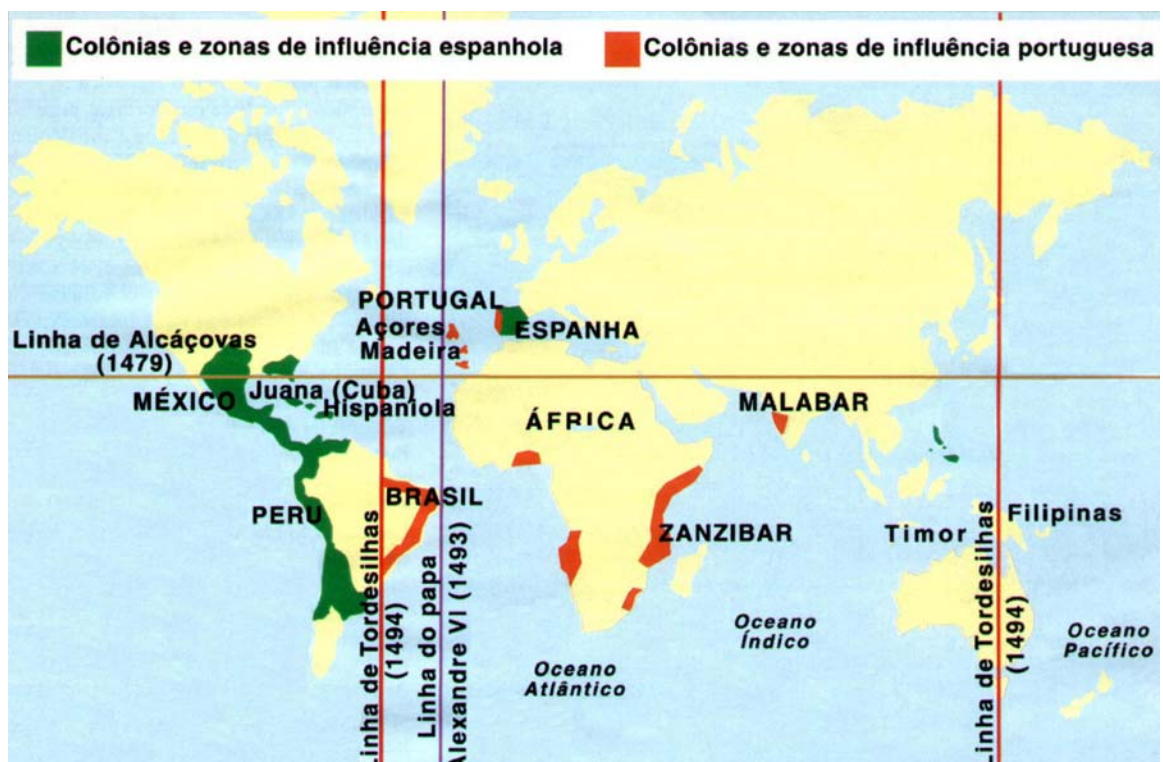 Colônias e zonas de influência espanhola
Colônias e zonas de influência portuguesa
PORTUGAL
Açores
Madeira
ESPANHA
Linha de Alcáçovas
(1479)
MÉXICO
Juana (Cuba)
Hispaniola
ÁFRICA
MALABAR
PERU
BRASIL
ZANZIBAR
Timor
Filipinas
Linha de Tordesilhas
(1494)
Linha do papa
Alexandre VI (1493)
Oceano
Atlântico
Oceano
Índico
Linha de Tordesilhas
(1494)
Oceano
Pacífico